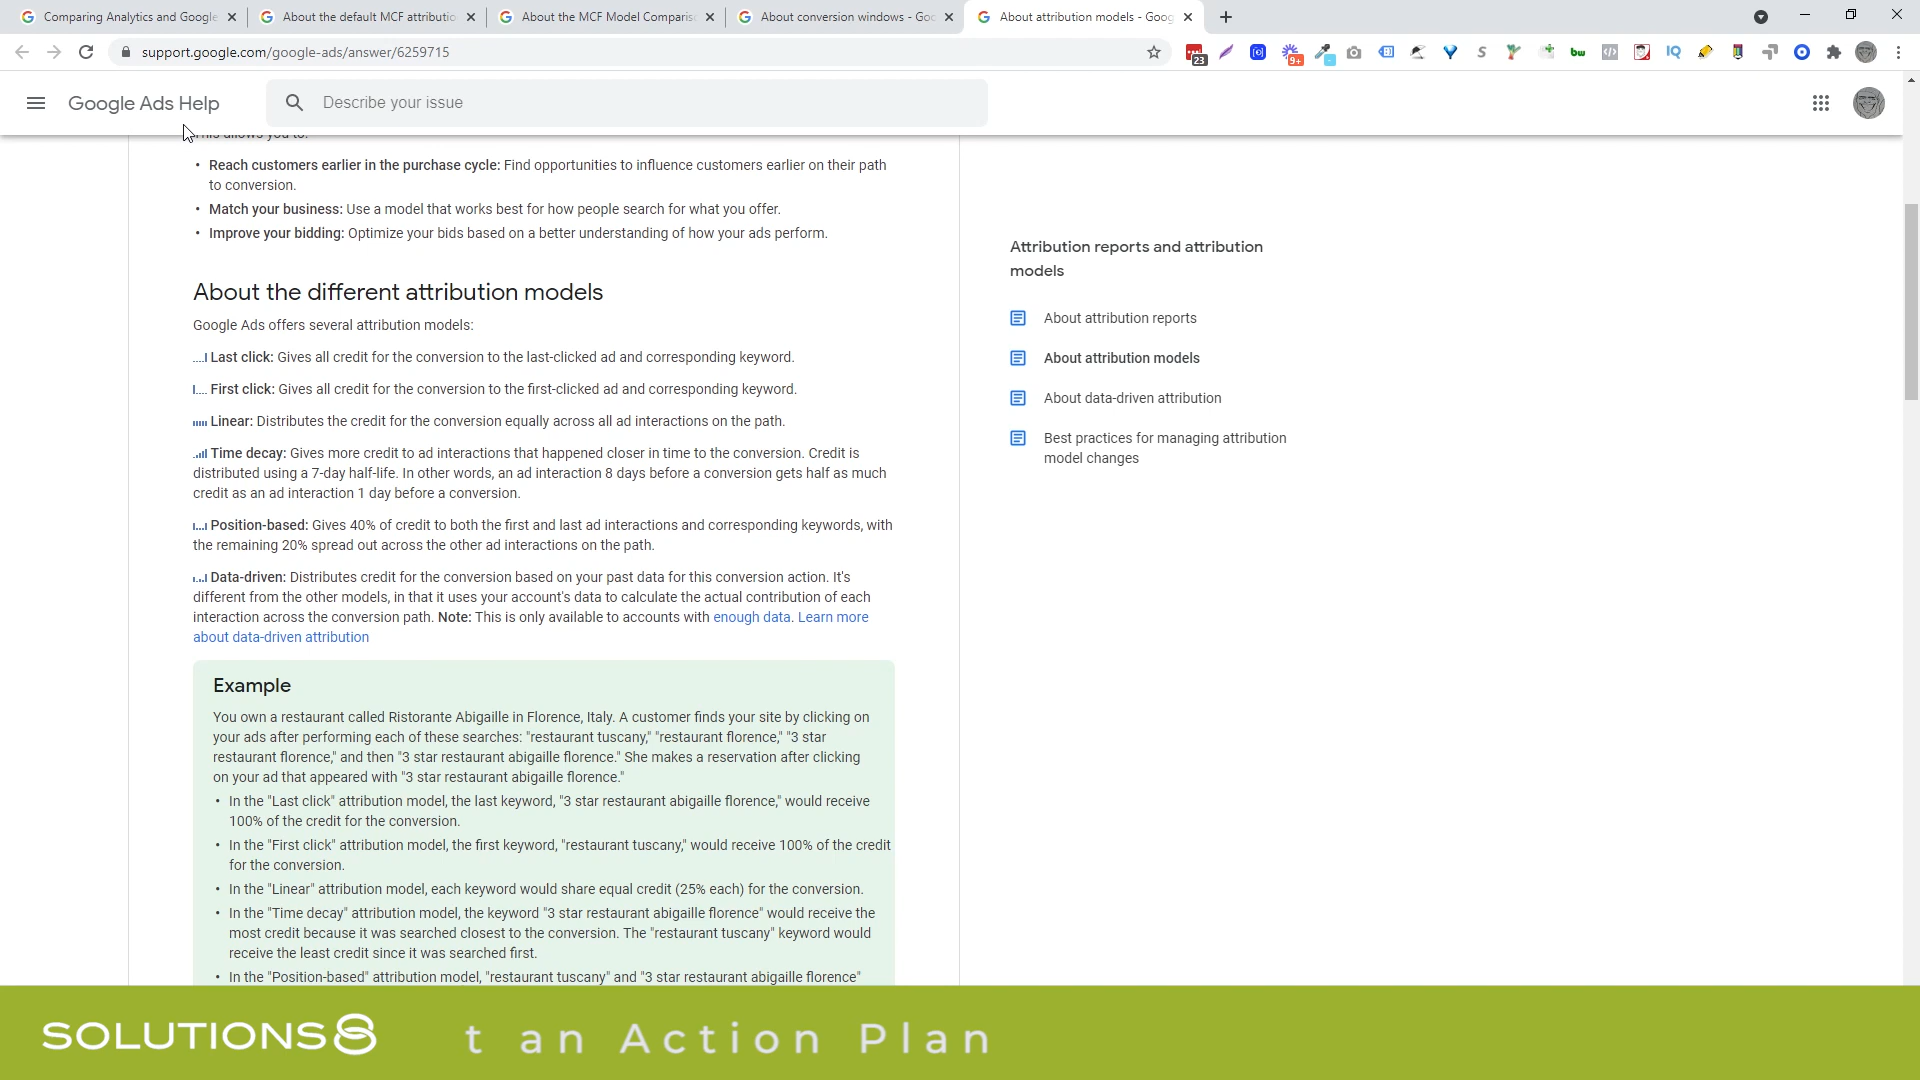 Comparing Analytics and Google
About the default MCF attributio
About the MCF Model Comparis
About conversion windows - Goo
About attribution models - Goog
support.google.com/google-ads/answer/6259715
23
9+
S
bw
IQ
Google Ads Help
Describe your issue
This allows you to:
• Reach customers earlier in the purchase cycle: Find opportunities to influence customers earlier on their path
to conversion.
• Match your business: Use a model that works best for how people search for what you offer.
• Improve your bidding: Optimize your bids based on a better understanding of how your ads perform.
About the different attribution models
Google Ads offers several attribution models:
Last click: Gives all credit for the conversion to the last-clicked ad and corresponding keyword.
First click: Gives all credit for the conversion to the first-clicked ad and corresponding keyword.
Linear: Distributes the credit for the conversion equally across all ad interactions on the path.
Time decay: Gives more credit to ad interactions that happened closer in time to the conversion. Credit is
distributed using a 7-day half-life. In other words, an ad interaction 8 days before a conversion gets half as much
credit as an ad interaction 1 day before a conversion.
Position-based: Gives 40% of credit to both the first and last ad interactions and corresponding keywords, with
the remaining 20% spread out across the other ad interactions on the path.
Data-driven: Distributes credit for the conversion based on your past data for this conversion action. It's
different from the other models, in that it uses your account's data to calculate the actual contribution of each
interaction across the conversion path. Note: This is only available to accounts with enough data. Learn more
about data-driven attribution
Example
You own a restaurant called Ristorante Abigaille in Florence, Italy. A customer finds your site by clicking on
your ads after performing each of these searches: "restaurant tuscany," "restaurant florence," "3 star
restaurant florence," and then "3 star restaurant abigaille florence." She makes a reservation after clicking
on your ad that appeared with "3 star restaurant abigaille florence."
• In the "Last click" attribution model, the last keyword, "3 star restaurant abigaille florence," would receive
100% of the credit for the conversion.
• In the "First click" attribution model, the first keyword, "restaurant tuscany," would receive 100% of the credit
for the conversion.
• In the "Linear" attribution model, each keyword would share equal credit (25% each) for the conversion.
• In the "Time decay" attribution model, the keyword "3 star restaurant abigaille florence" would receive the
most credit because it was searched closest to the conversion. The "restaurant tuscany" keyword would
receive the least credit since it was searched first.
• In the "Position-based" attribution model, "restaurant tuscany" and "3 star restaurant abigaille florence"
Attribution reports and attribution
models
About attribution reports
About attribution models
About data-driven attribution
Best practices for managing attribution
model changes
SOLUTIONS8
t an Action Plan